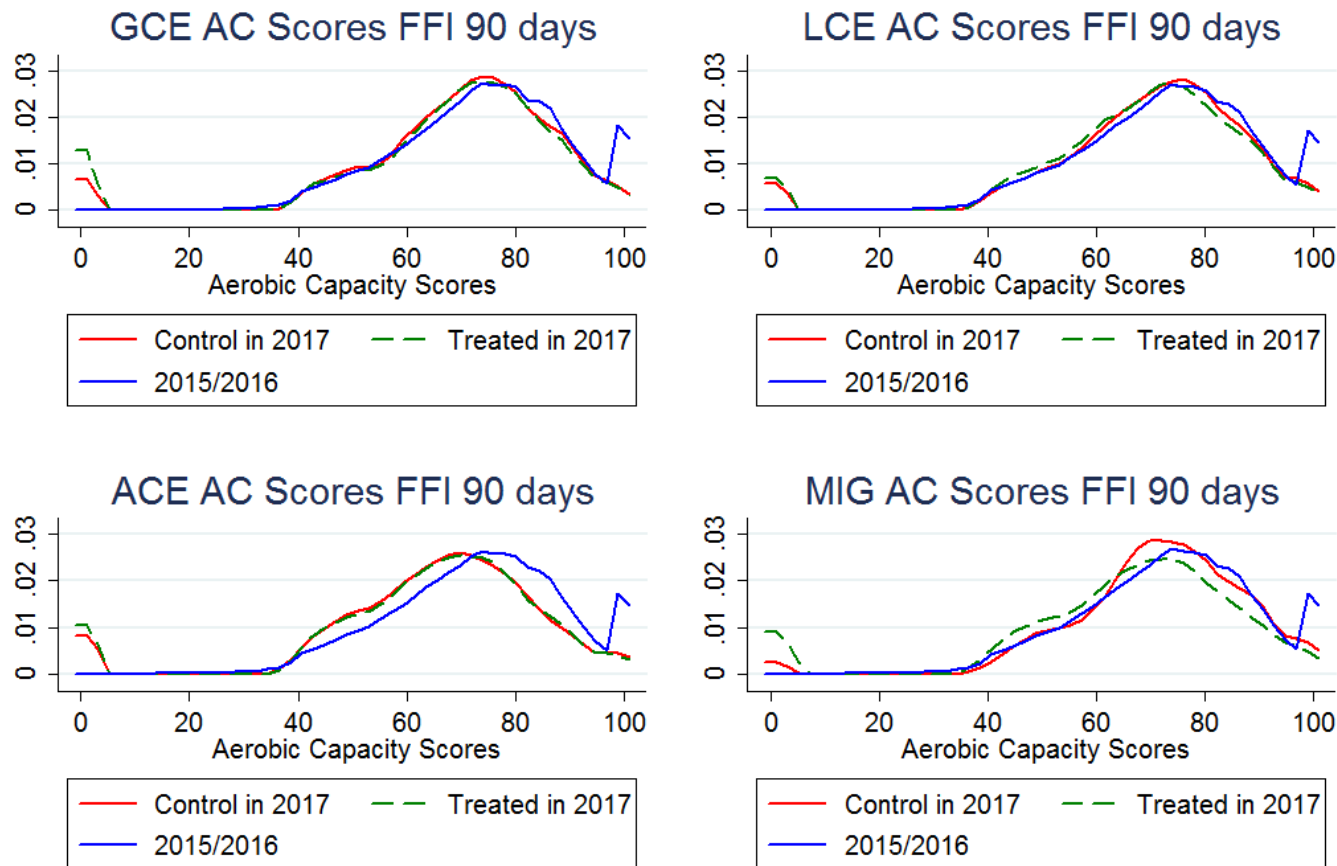 GCE AC Scores FFI 90 days
.03
.02
.01
0
0 20 40 60 80 100
Aerobic Capacity Scores
Control in 2017 Treated in 2017
2015/2016
LCE AC Scores FFI 90 days
.03
.02
.01
0
0 20 40 60 80 100
Aerobic Capacity Scores
Control in 2017 Treated in 2017
2015/2016
ACE AC Scores FFI 90 days
.03
.02
.01
0
0 20 40 60 80 100
Aerobic Capacity Scores
Control in 2017 Treated in 2017
2015/2016
MIG AC Scores FFI 90 days
.03
.02
.01
0
0 20 40 60 80 100
Aerobic Capacity Scores
Control in 2017 Treated in 2017
2015/2016